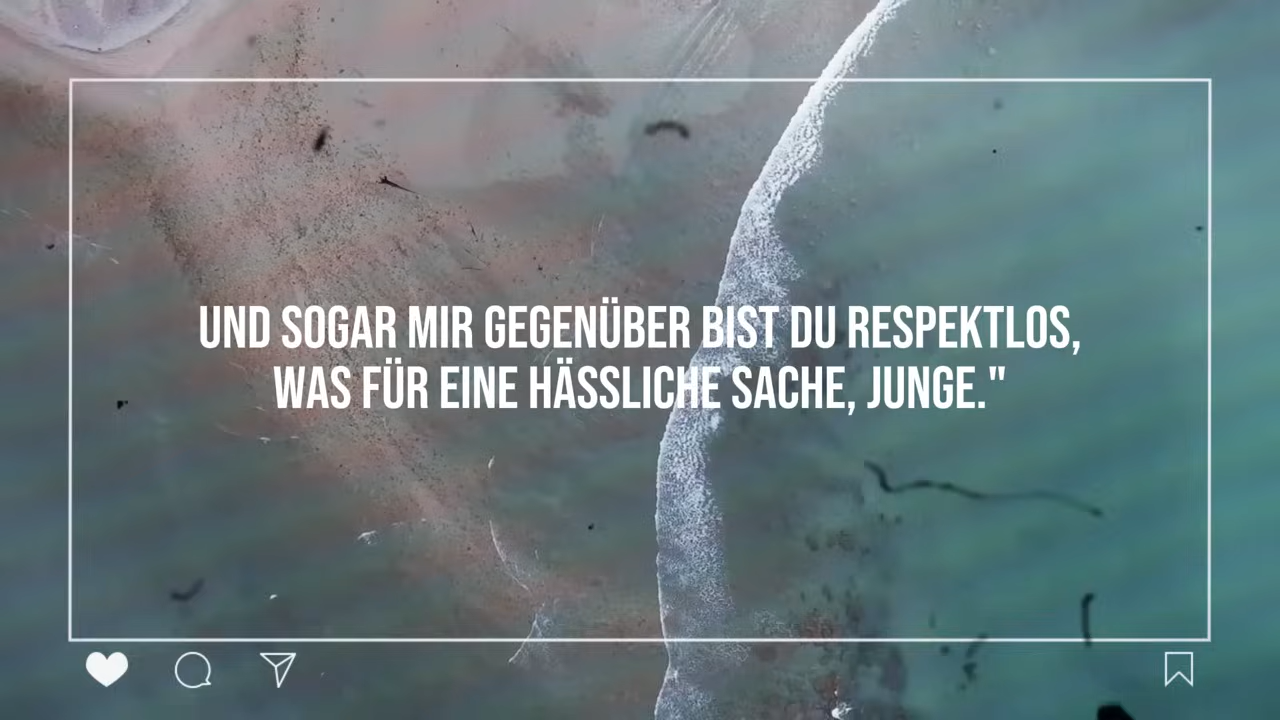 UND SOGAR MIR GEGENÜBER BIST DU RESPEKTLOS,
WAS FÜR EINE HÄSSLICHE SACHE, JUNGE."